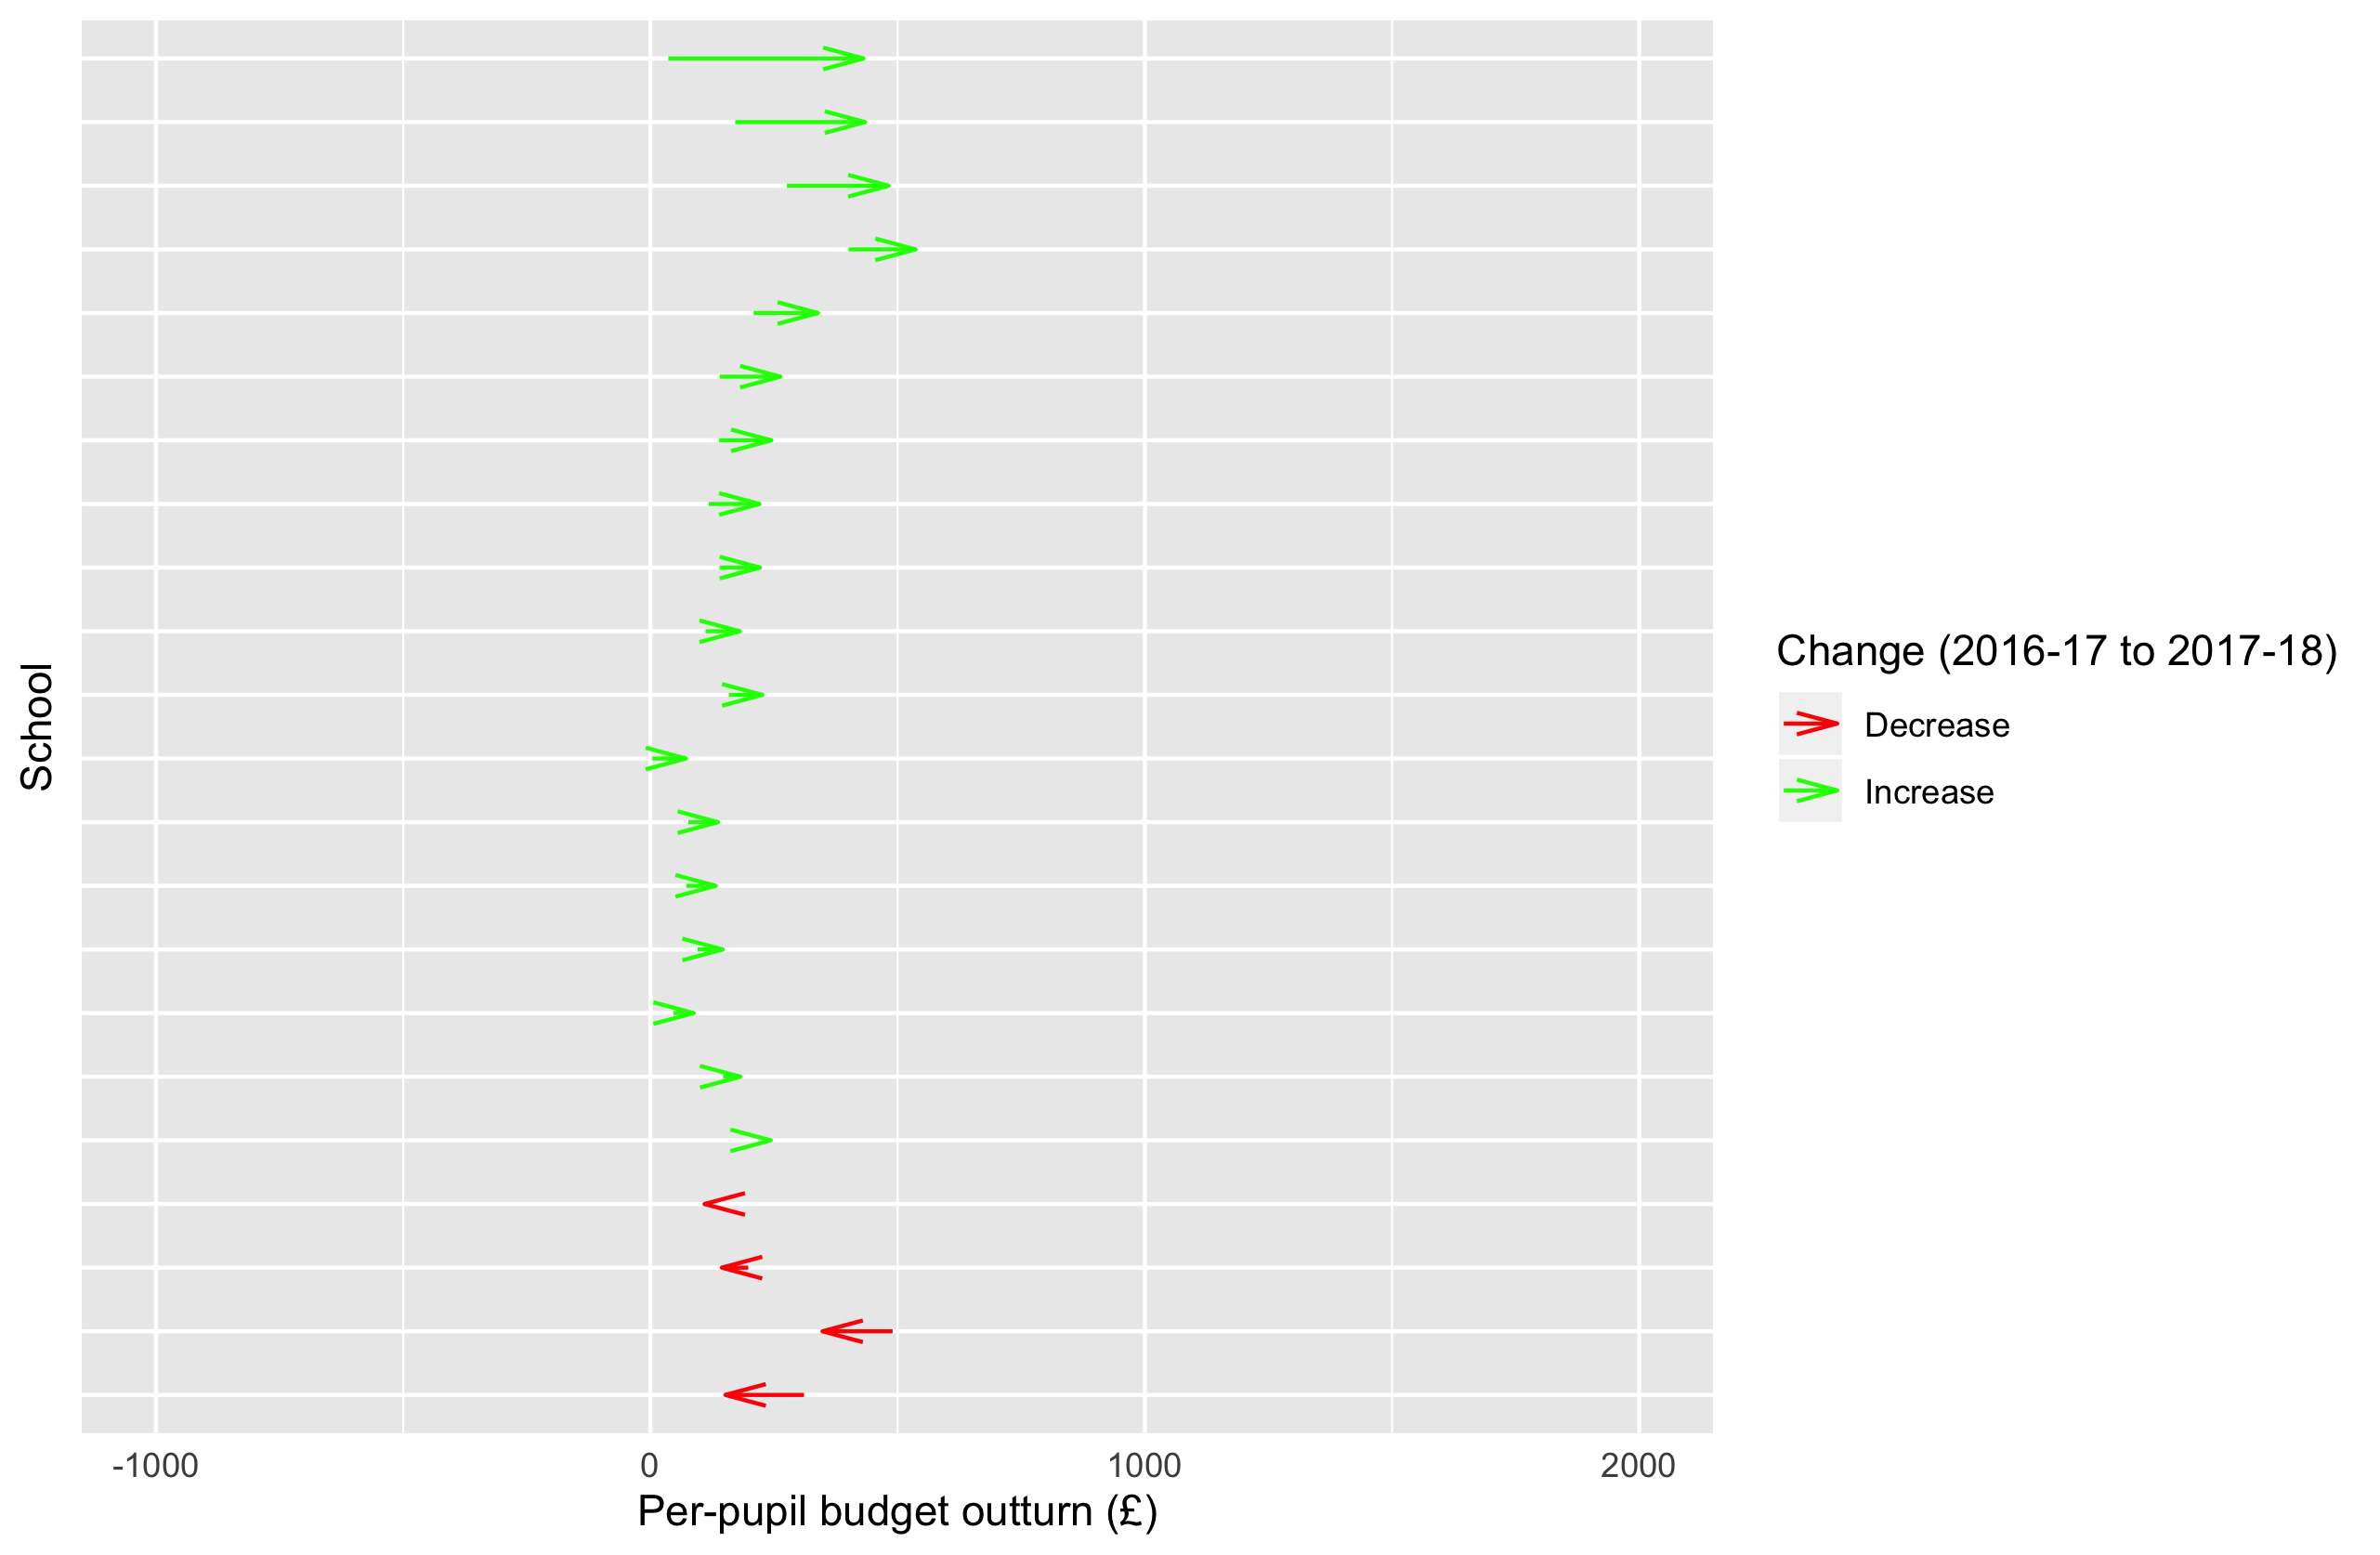 School
Change (2016-17 to 2017-18)
Decrease
Increase
-1000 0 1000 2000
Per-pupil budget outturn (£)